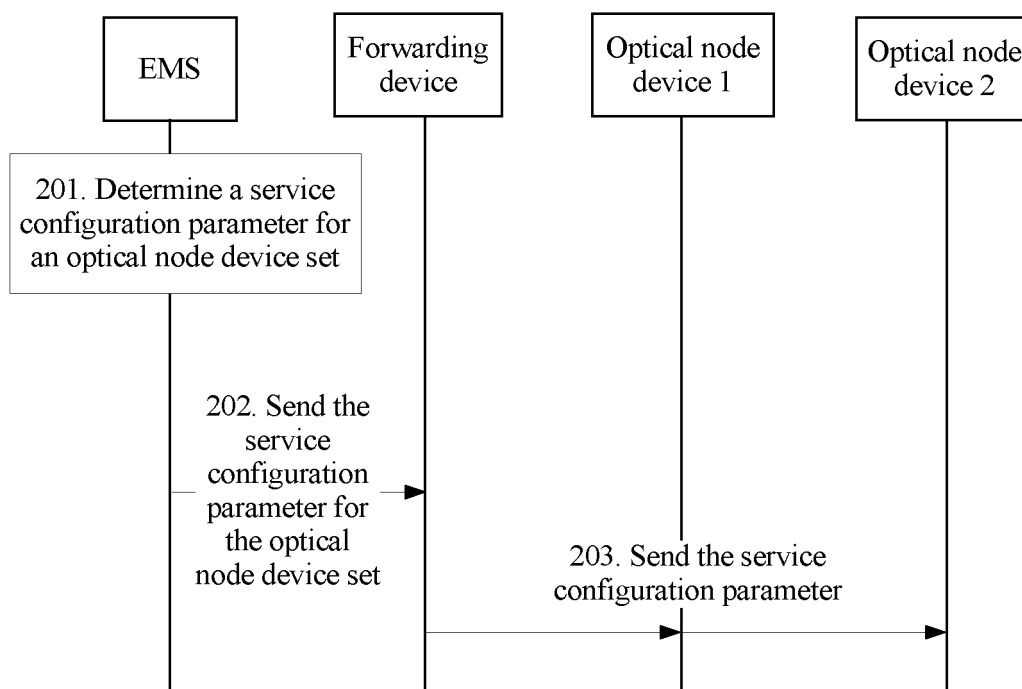 EMS
Forwarding
device
Optical node
device 1
Optical node
device 2
201. Determine a service
configuration parameter for
an optical node device set
202. Send the
service
configuration
parameter for
the optical
node device set
203. Send the service
configuration parameter